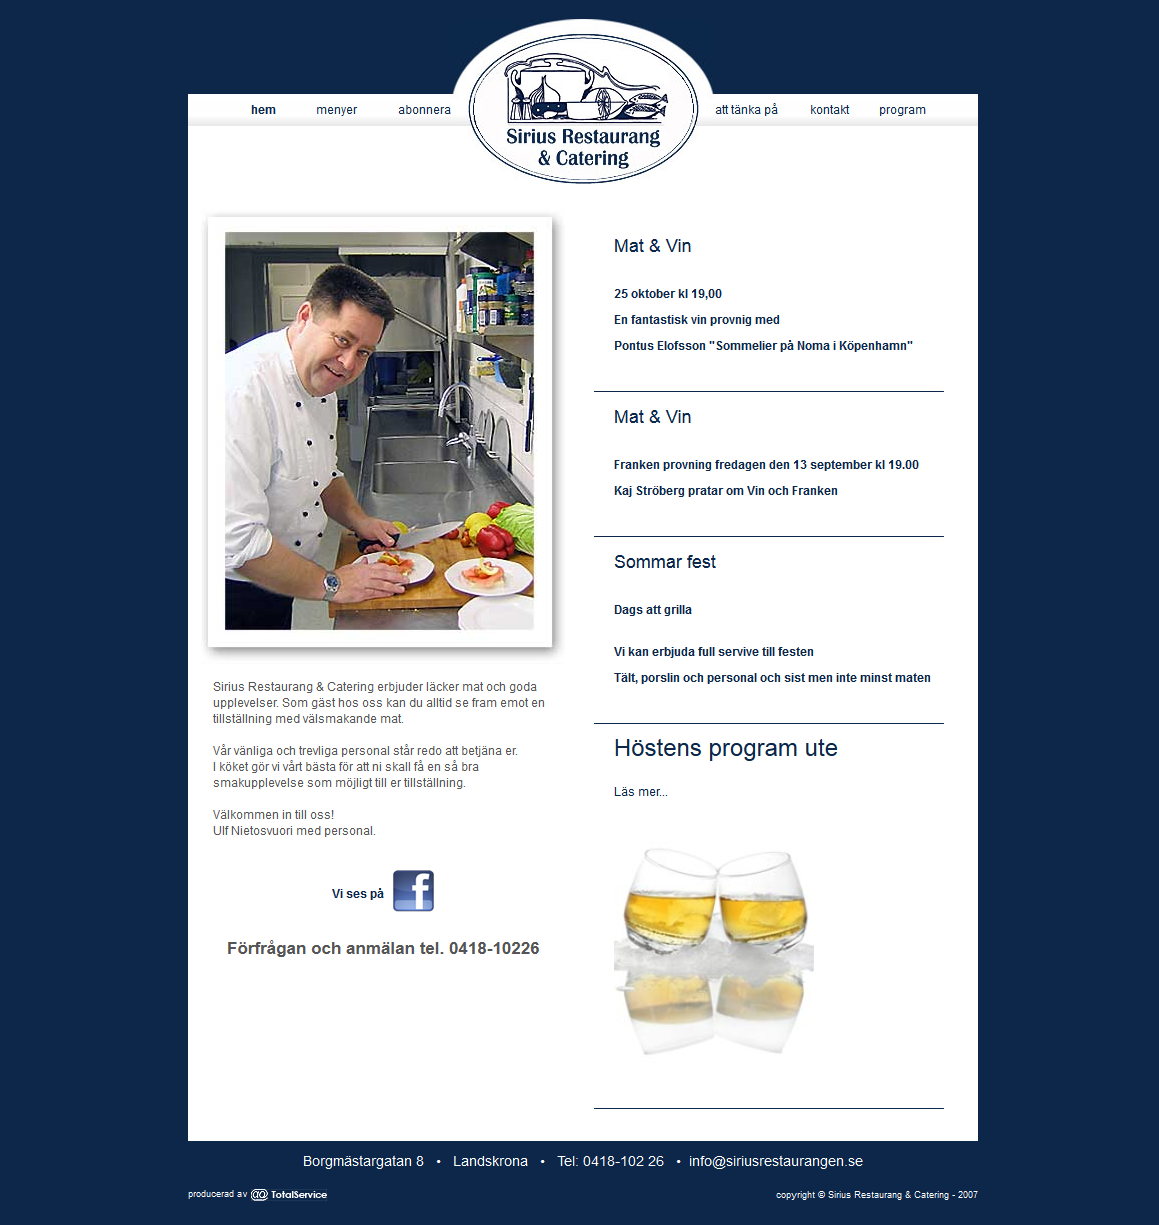 hem
menyer
abonnera
Sirius Restaurang
& Catering
att tänka på
kontakt
program
Mat & Vin
25 oktober kl 19,00
En fantastisk vin provnig med
Pontus Elofsson "Sommelier på Noma i Köpenhamn"
Mat & Vin
Franken provning fredagen den 13 september kl 19.00
Kaj Ströberg pratar om Vin och Franken
Sommar fest
Dags att grilla
Vi kan erbjuda full servive till festen
Tält, porslin och personal och sist men inte minst maten
Höstens program ute
Läs mer...
Sirius Restaurang & Catering erbjuder läcker mat och goda
upplevelser. Som gäst hos oss kan du alltid se fram emot en
tillställning med välsmakande mat.
Vår vänliga och trevliga personal står redo att betjäna er.
I köket gör vi vårt bästa för att ni skall få en så bra
smakupplevelse som möjligt till er tillställning.
Välkommen in till oss!
Ulf Nietosvuori med personal.
Vi ses på f
Förfrågan och anmälan tel. 0418-10226
Borgmästargatan 8 • Landskrona • Tel: 0418-102 26 • info@siriusrestaurangen.se
producerad av @@ TotalService
copyright © Sirius Restaurang & Catering - 2007